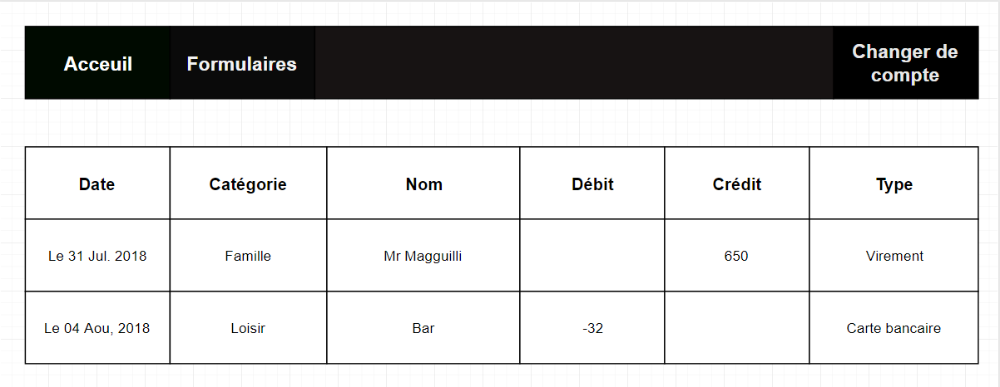 Acceuil Formulaires Changer de
compte
Date Catégorie Nom Débit Crédit Type
Le 31 Jul. 2018 Famille Mr Magguilli 650 Virement
Le 04 Aou, 2018 Loisir Bar -32 Carte bancaire